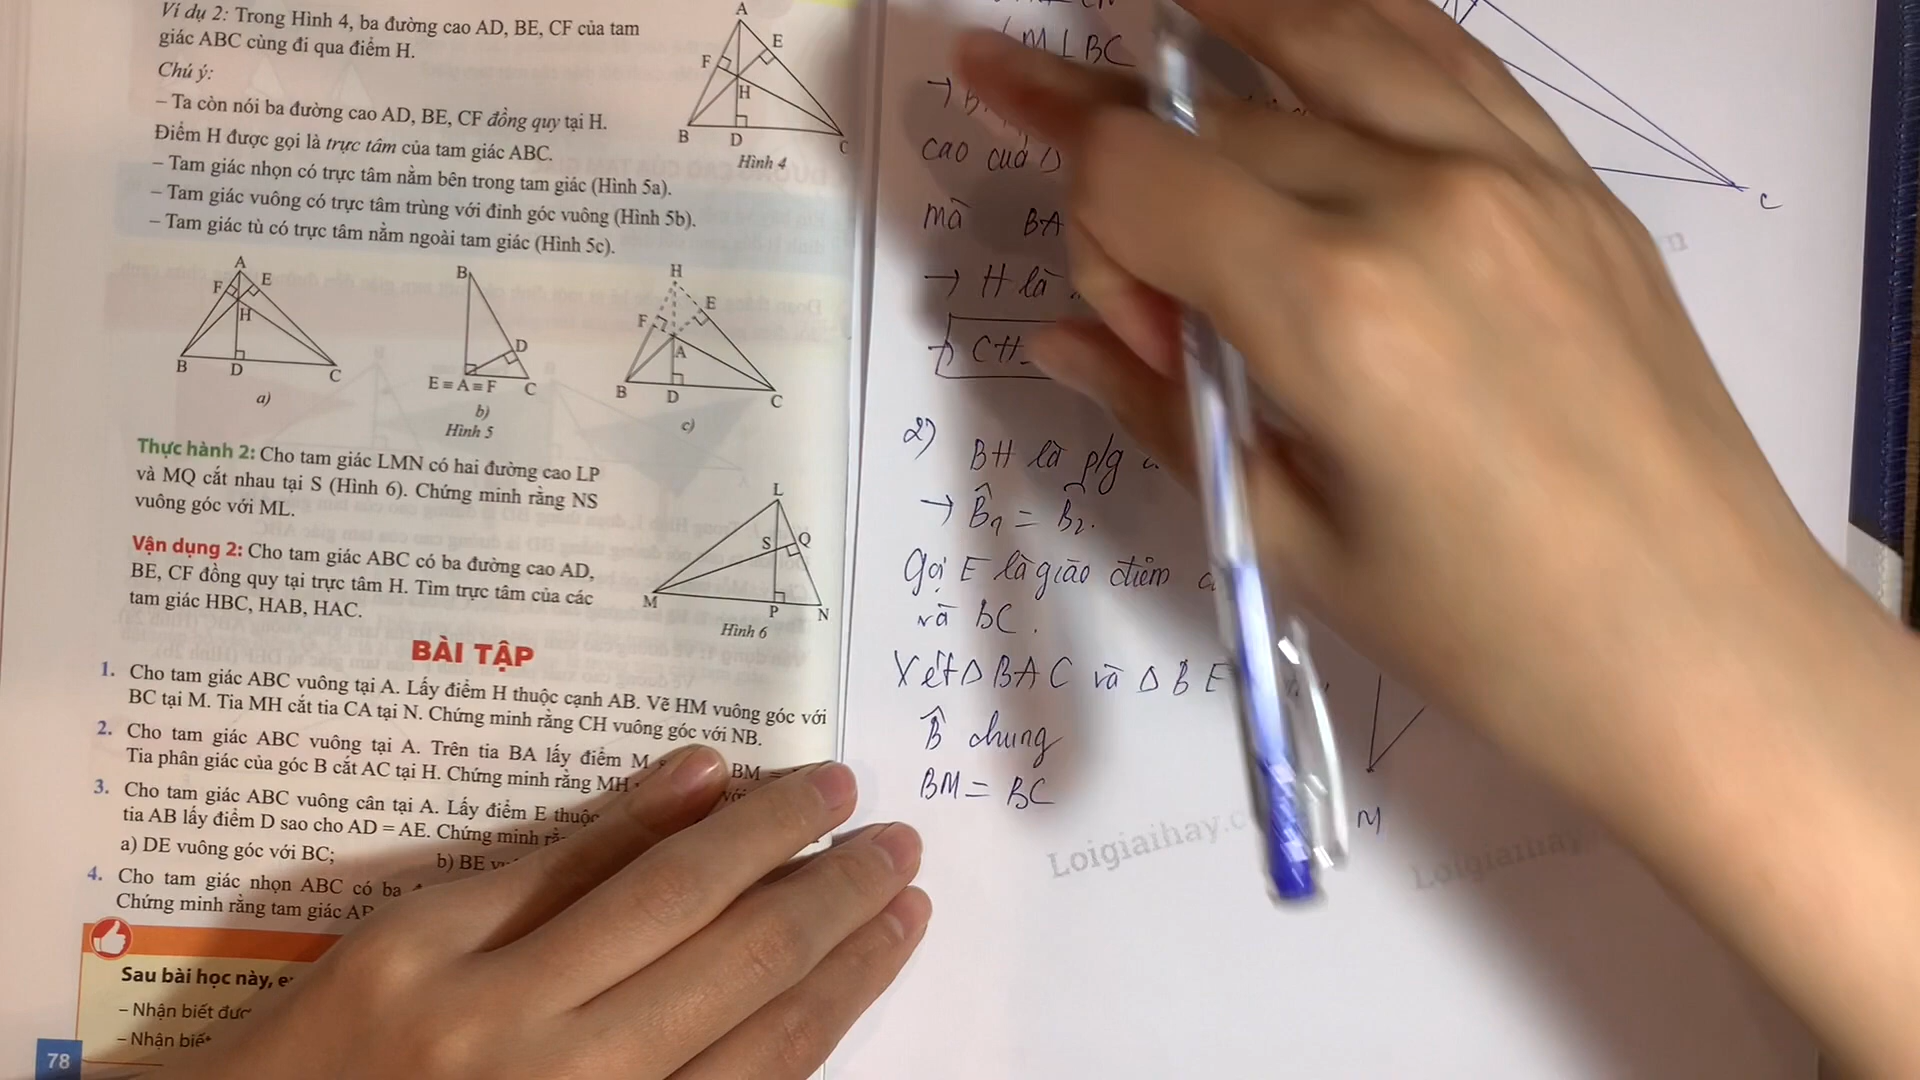 Ví dụ 2: Trong Hình 4, ba đường cao AD, BE, CF của tam
giác ABC cùng đi qua điểm H.
Chú ý:
– Ta còn nói ba đường cao AD, BE, CF đồng quy tại H.
Điểm H được gọi là trực tâm của tam giác ABC.
– Tam giác nhọn có trực tâm nằm bên trong tam giác (Hình 5a).
– Tam giác vuông có trực tâm trùng với đỉnh góc vuông (Hình 5b).
– Tam giác tù có trực tâm nằm ngoài tam giác (Hình 5c).
A
E
F
H
B
D
C
Hình 4
A
E
F
H
B
D
C
a)
B
D
E ≡ A ≡ F
C
b)
Hình 5
H
E
F
A
B
D
C
c)
Thực hành 2: Cho tam giác LMN có hai đường cao LP
và MQ cắt nhau tại S (Hình 6). Chứng minh rằng NS
vuông góc với ML.
Vận dụng 2: Cho tam giác ABC có ba đường cao AD,
BE, CF đồng quy tại trực tâm H. Tìm trực tâm của các
tam giác HBC, HAB, HAC.
L
S
Q
M
P
N
Hình 6
BÀI TẬP
1. Cho tam giác ABC vuông tại A. Lấy điểm H thuộc cạnh AB. Vẽ HM vuông góc với
BC tại M. Tia MH cắt tia CA tại N. Chứng minh rằng CH vuông góc với NB.
2. Cho tam giác ABC vuông tại A. Trên tia BA lấy điểm M BM =
Tia phân giác của góc B cắt AC tại H. Chứng minh rằng MH
3. Cho tam giác ABC vuông cân tại A. Lấy điểm E thuộc
tia AB lấy điểm D sao cho AD = AE. Chứng minh
a) DE vuông góc với BC; b) BE
4. Cho tam giác nhọn ABC có ba
Chứng minh rằng tam giác
Sau bài học này,
– Nhận biết
– Nhận
78
M ⊥ BC
→
cao của
mà BA
→ H là
→ CH
2) BH là p/g
→ B̂₁ = B̂₂.
Gọi E là giao điểm
và BC.
Xét Δ BAC và Δ BE
B̂ chung
BM = BC
C
M
Loigiaihay.c
Loigiaihay